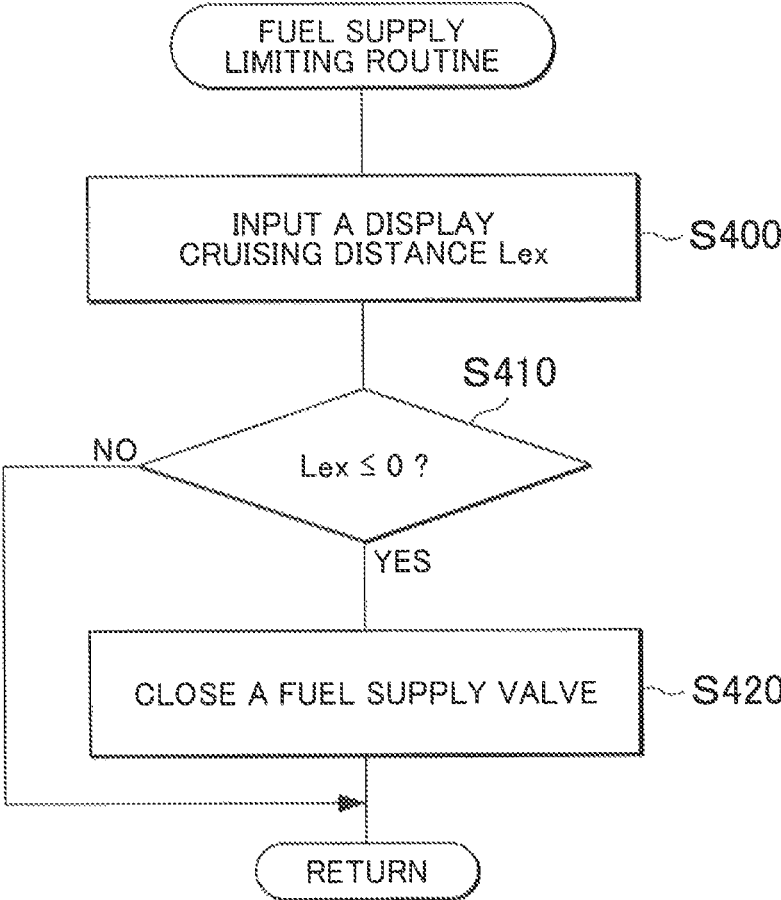 FUEL SUPPLY
LIMITING ROUTINE
INPUT A DISPLAY
CRUISING DISTANCE Lex
S400
S410
NO
Lex ≤ 0 ?
YES
CLOSE A FUEL SUPPLY VALVE
S420
RETURN